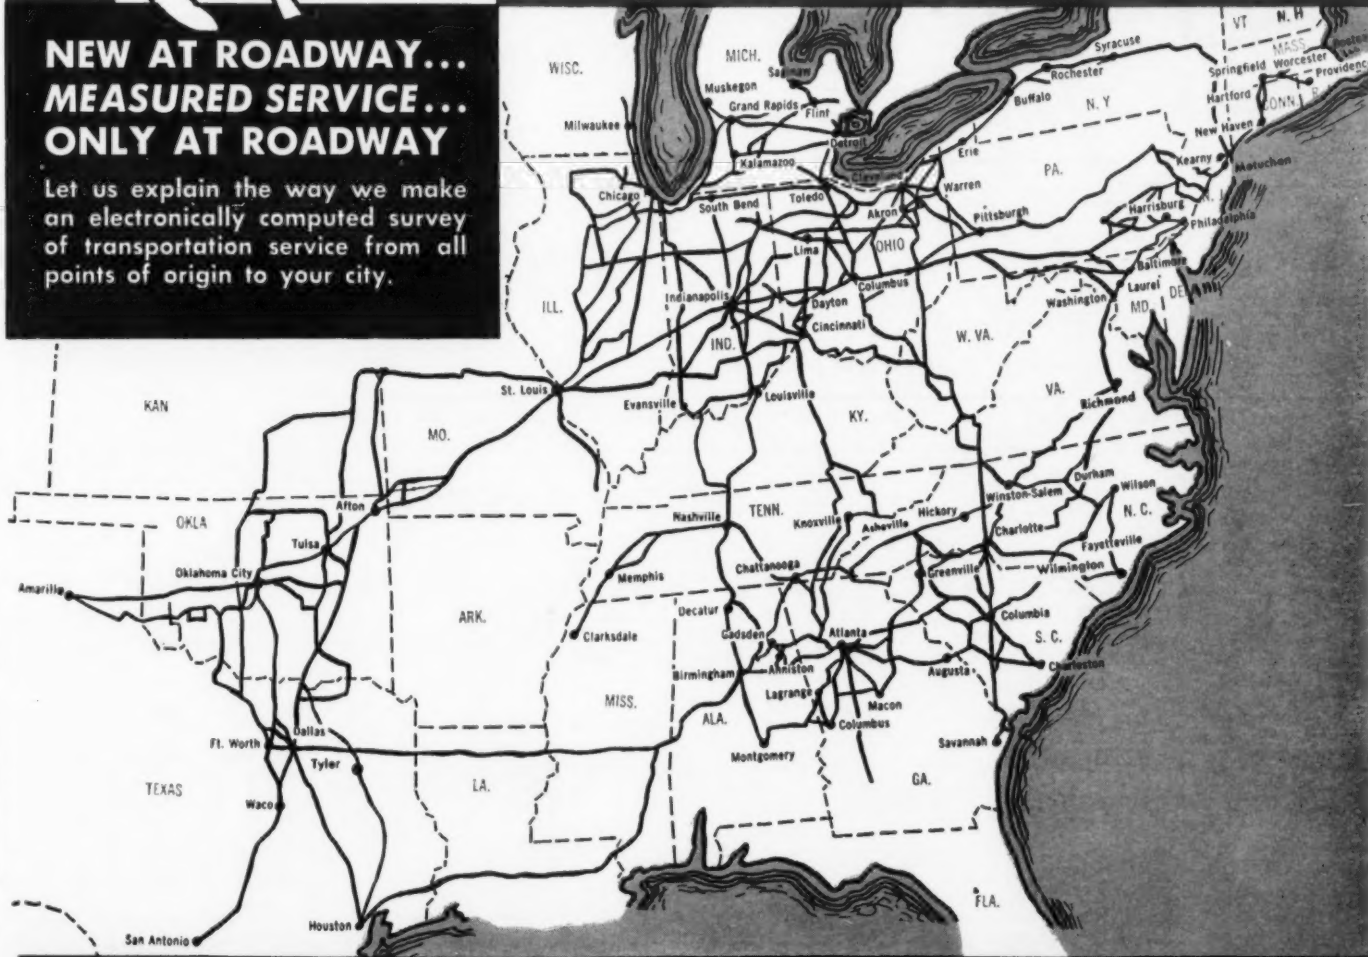 NEW AT ROADWAY...
MEASURED SERVICE...
ONLY AT ROADWAY
Let us explain the way we make
an electronically computed survey
of transportation service from all
points of origin to your city.
VT
N. H
MASS
WISC.
MICH.
Saginaw
Muskegon
Grand Rapids
Flint
Milwaukee
Kalamazoo
Detroit
Syracuse
Rochester
Buffalo
N. Y
Springfield
Worcester
Providence
Hartford
CONN.
New Haven
Erie
PA.
Kearny
Metuchen
Cleveland
Warren
Chicago
South Bend
Toledo
Akron
Pittsburgh
Harrisburg
Philadelphia
Lima
OHIO
Baltimore
Laurel
Washington
MD.
DEL.
Columbus
Indianapolis
Dayton
Cincinnati
ILL.
IND.
W. VA.
VA.
Richmond
KAN
St. Louis
Evansville
Louisville
KY.
MO.
Durham
Wilson
Winston-Salem
N. C.
OKLA
Afton
Nashville
TENN.
Knoxville
Asheville
Hickory
Charlotte
Fayetteville
Tulsa
Oklahoma City
Amarillo
Memphis
Chattanooga
Greenville
Wilmington
ARK.
Decatur
Columbia
Clarksdale
Gadsden
Atlanta
S. C.
Birmingham
Anniston
Augusta
Charleston
MISS.
Lagrange
Macon
ALA.
Columbus
Ft. Worth
Dallas
Tyler
Montgomery
Savannah
TEXAS
LA.
GA.
Waco
FLA.
Houston
San Antonio